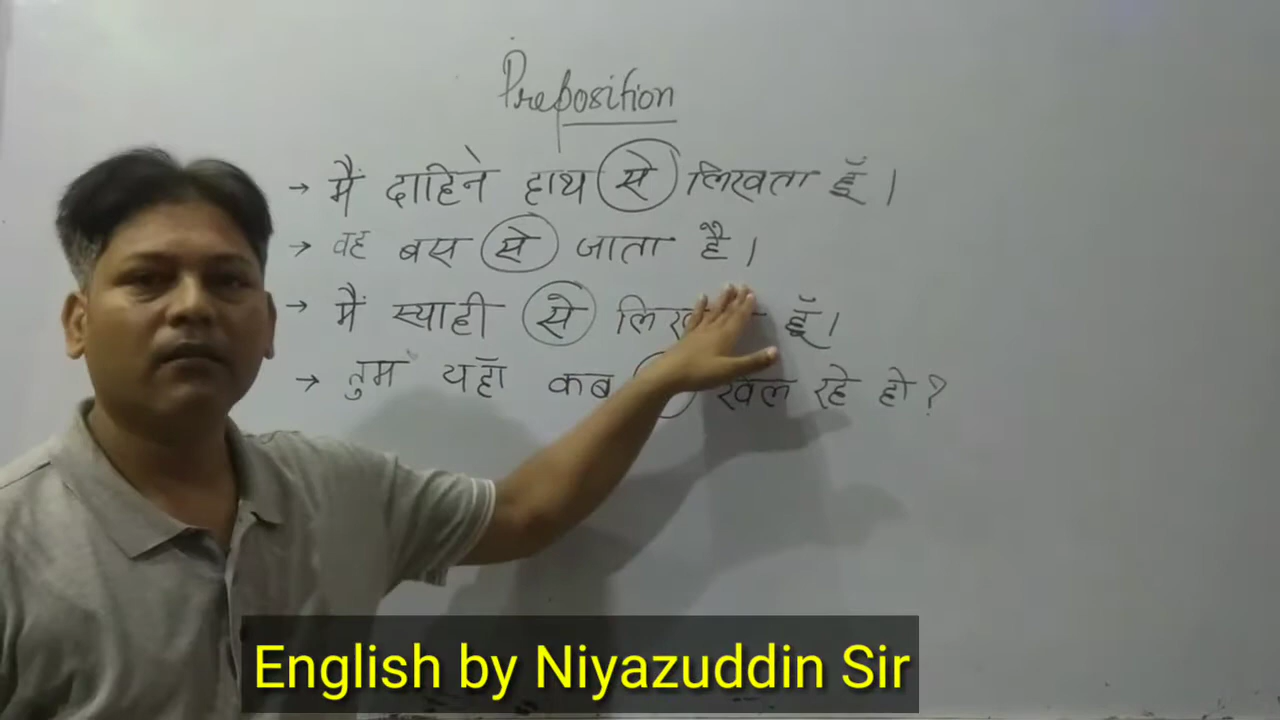 Preposition
→ मैं दाहिने हाथ से लिखता हूँ।
→ वह बस से जाता है।
→ मैं स्याही से हूँ।
→ तुम यहाँ कब खेल रहे हो?
English by Niyazuddin Sir